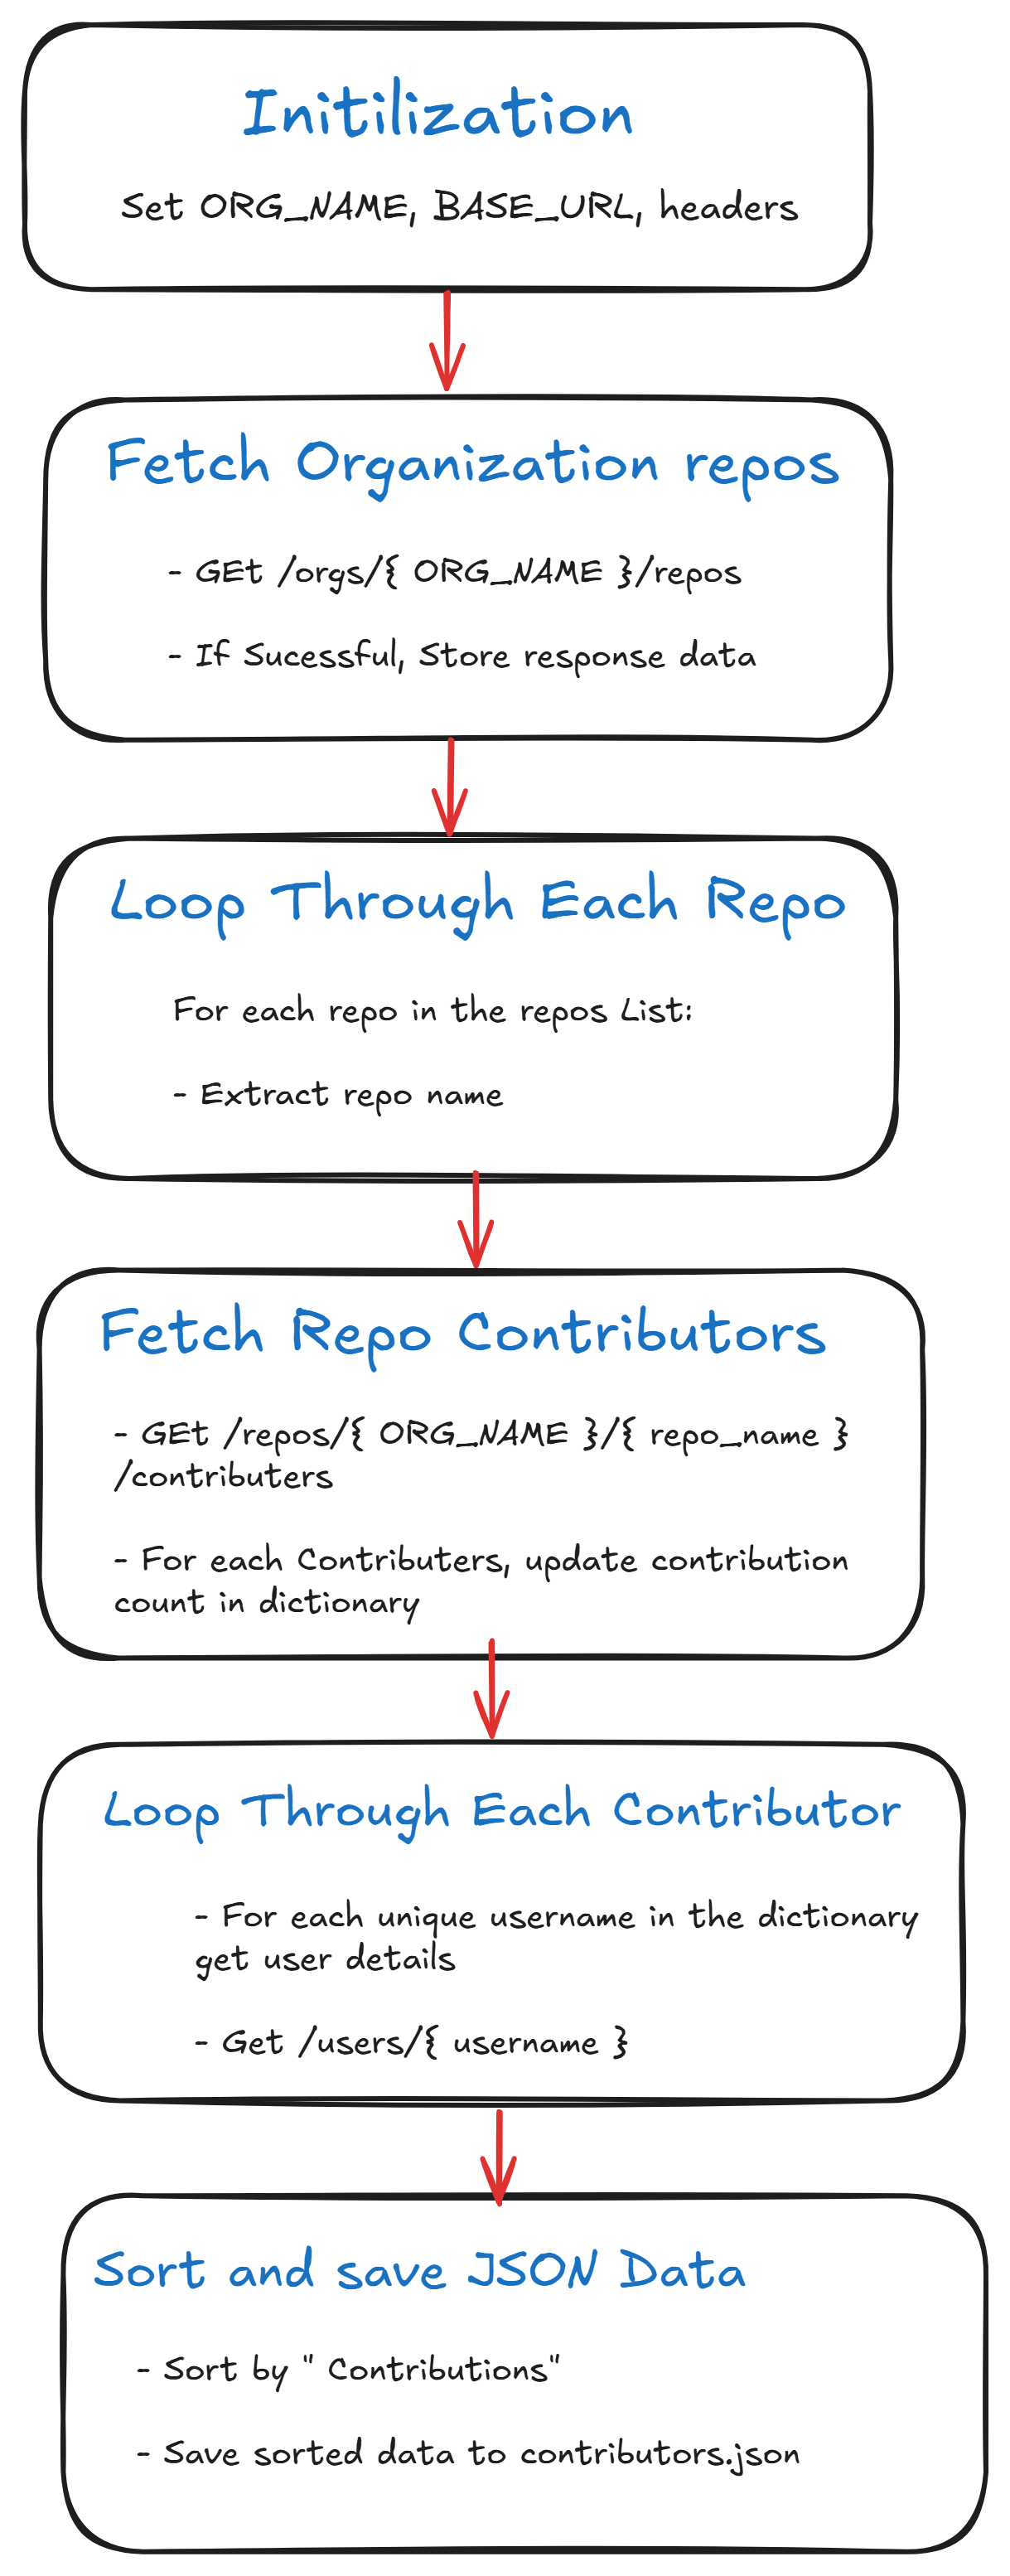 Initilization
Set ORG_NAME, BASE_URL, headers
Fetch Organization repos
- GEt /orgs/{ ORG_NAME }/repos
- If Sucessful, Store response data
Loop Through Each Repo
For each repo in the repos List:
- Extract repo name
Fetch Repo Contributors
- GEt /repos/{ ORG_NAME }/{ repo_name }
/contributers
- For each Contributers, update contribution
count in dictionary
Loop Through Each Contributor
- For each unique username in the dictionary
get user details
- Get /users/{ username }
Sort and save JSON Data
- Sort by " Contributions"
- Save sorted data to contributors.json